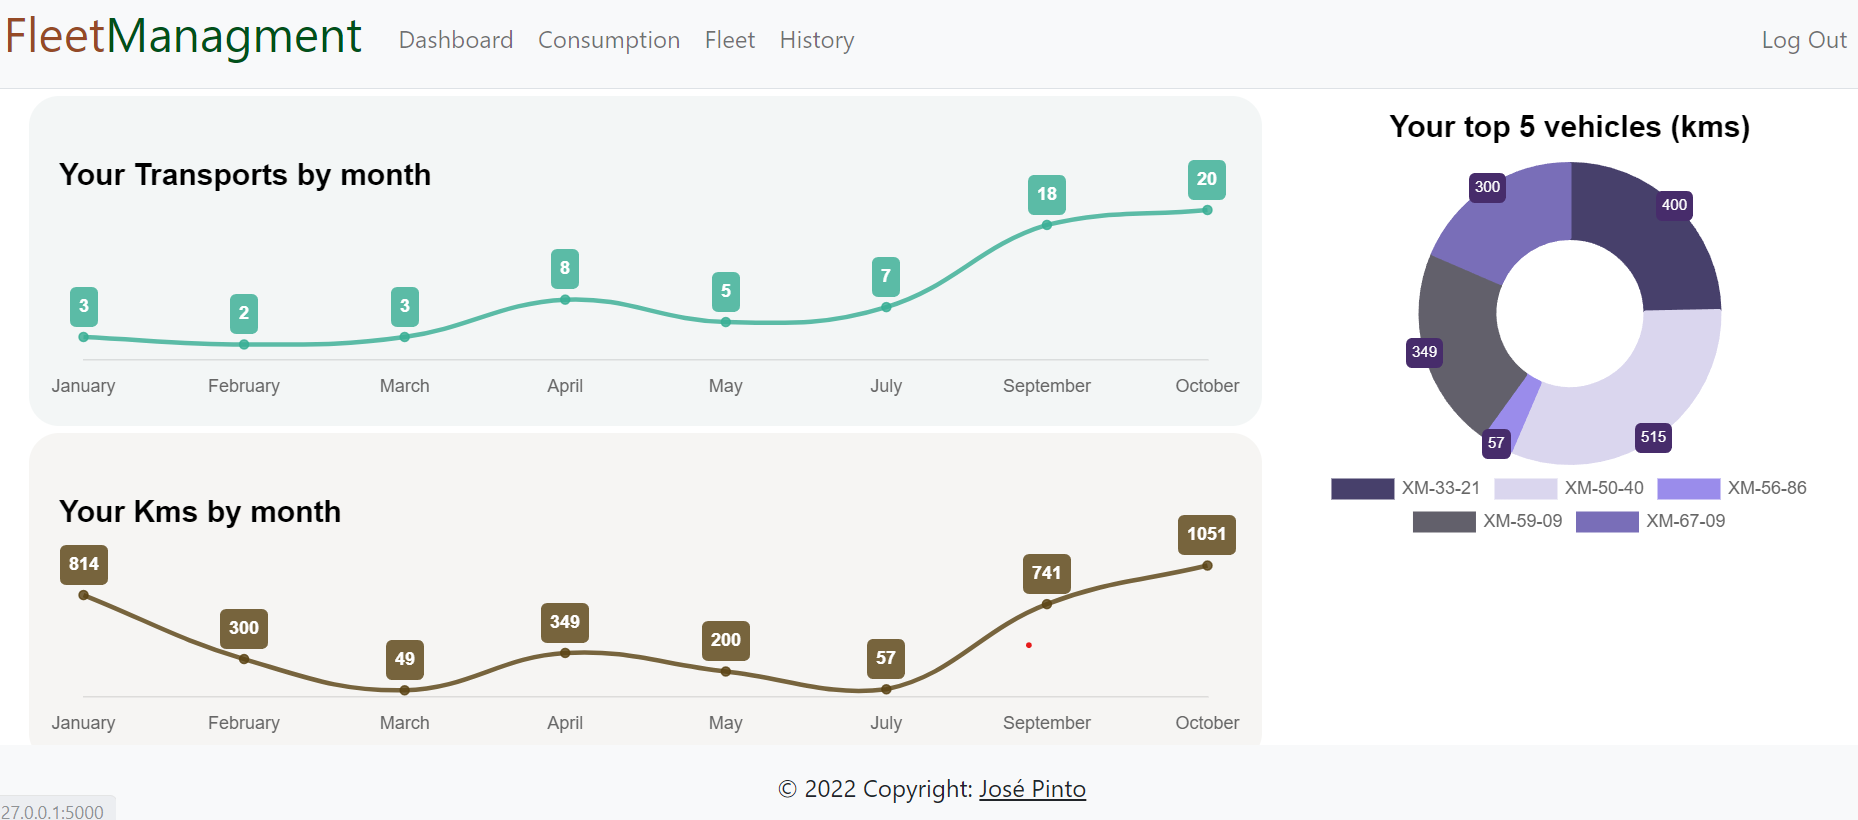 FleetManagment Dashboard Consumption Fleet History Log Out
Your Transports by month
3 2 3 8 5 7 18 20
January February March April May July September October
Your Kms by month
814 300 49 349 200 57 741 1051
January February March April May July September October
Your top 5 vehicles (kms)
300 400
349
57 515
XM-33-21 XM-50-40 XM-56-86
XM-59-09 XM-67-09
© 2022 Copyright: José Pinto
27.0.0.1:5000